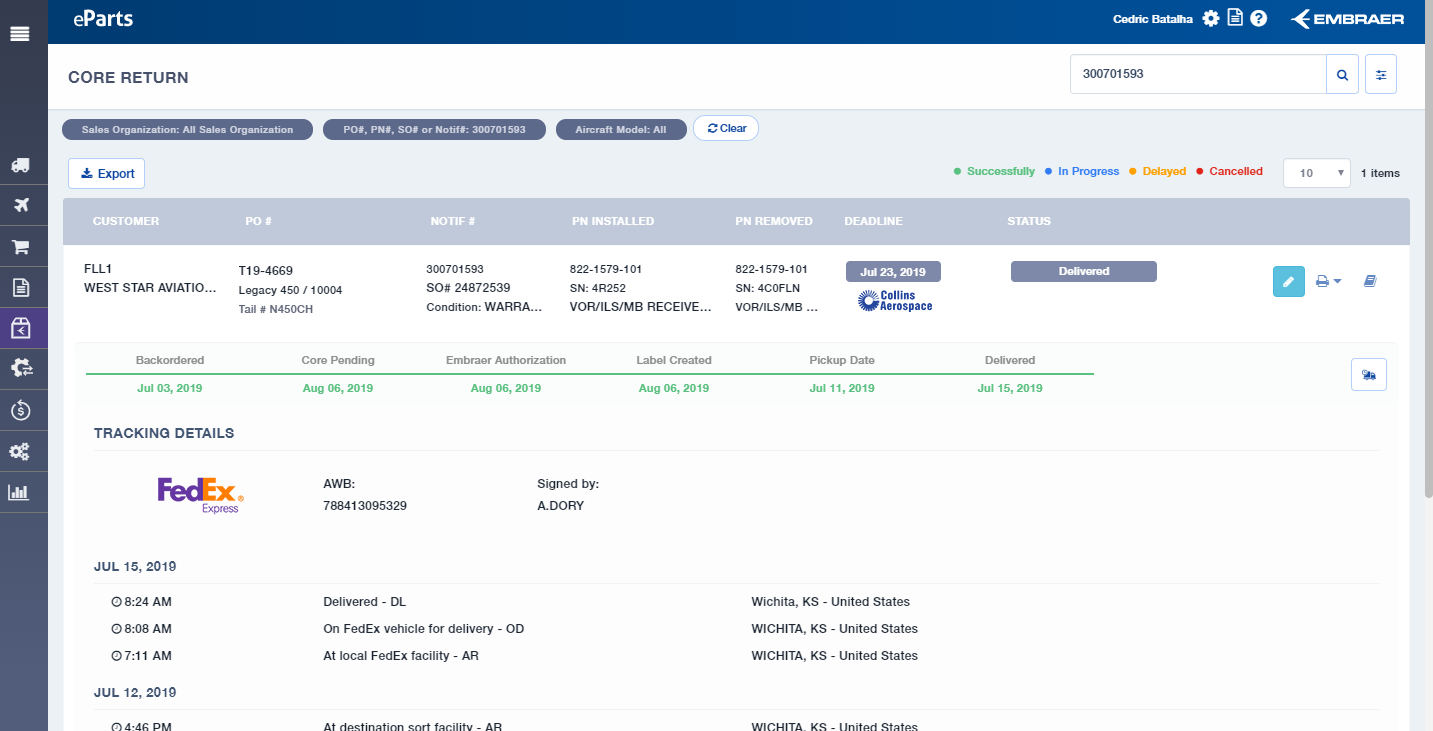 eParts
Cedric Batalha
EMBRAER
CORE RETURN
300701593
Sales Organization: All Sales Organization
PO#, PN#, SO# or Notif#: 300701593
Aircraft Model: All
Clear
Export
Successfully
In Progress
Delayed
Cancelled
10
1 items
CUSTOMER
PO #
NOTIF #
PN INSTALLED
PN REMOVED
DEADLINE
STATUS
FLL1
WEST STAR AVIATIO...
T19-4669
Legacy 450 / 10004
Tail # N450CH
300701593
SO# 24872539
Condition: WARRA...
822-1579-101
SN: 4R252
VOR/ILS/MB RECEIVE...
822-1579-101
SN: 4C0FLN
VOR/ILS/MB ...
Jul 23, 2019
Collins
Aerospace
Delivered
Backordered
Core Pending
Embraer Authorization
Label Created
Pickup Date
Delivered
Jul 03, 2019
Aug 06, 2019
Aug 06, 2019
Aug 06, 2019
Jul 11, 2019
Jul 15, 2019
TRACKING DETAILS
FedEx®
Express
AWB:
788413095329
Signed by:
A.DORY
JUL 15, 2019
8:24 AM
Delivered - DL
Wichita, KS - United States
8:08 AM
On FedEx vehicle for delivery - OD
WICHITA, KS - United States
7:11 AM
At local FedEx facility - AR
WICHITA, KS - United States
JUL 12, 2019
4:46 PM
At destination sort facility - AR
WICHITA, KS - United States